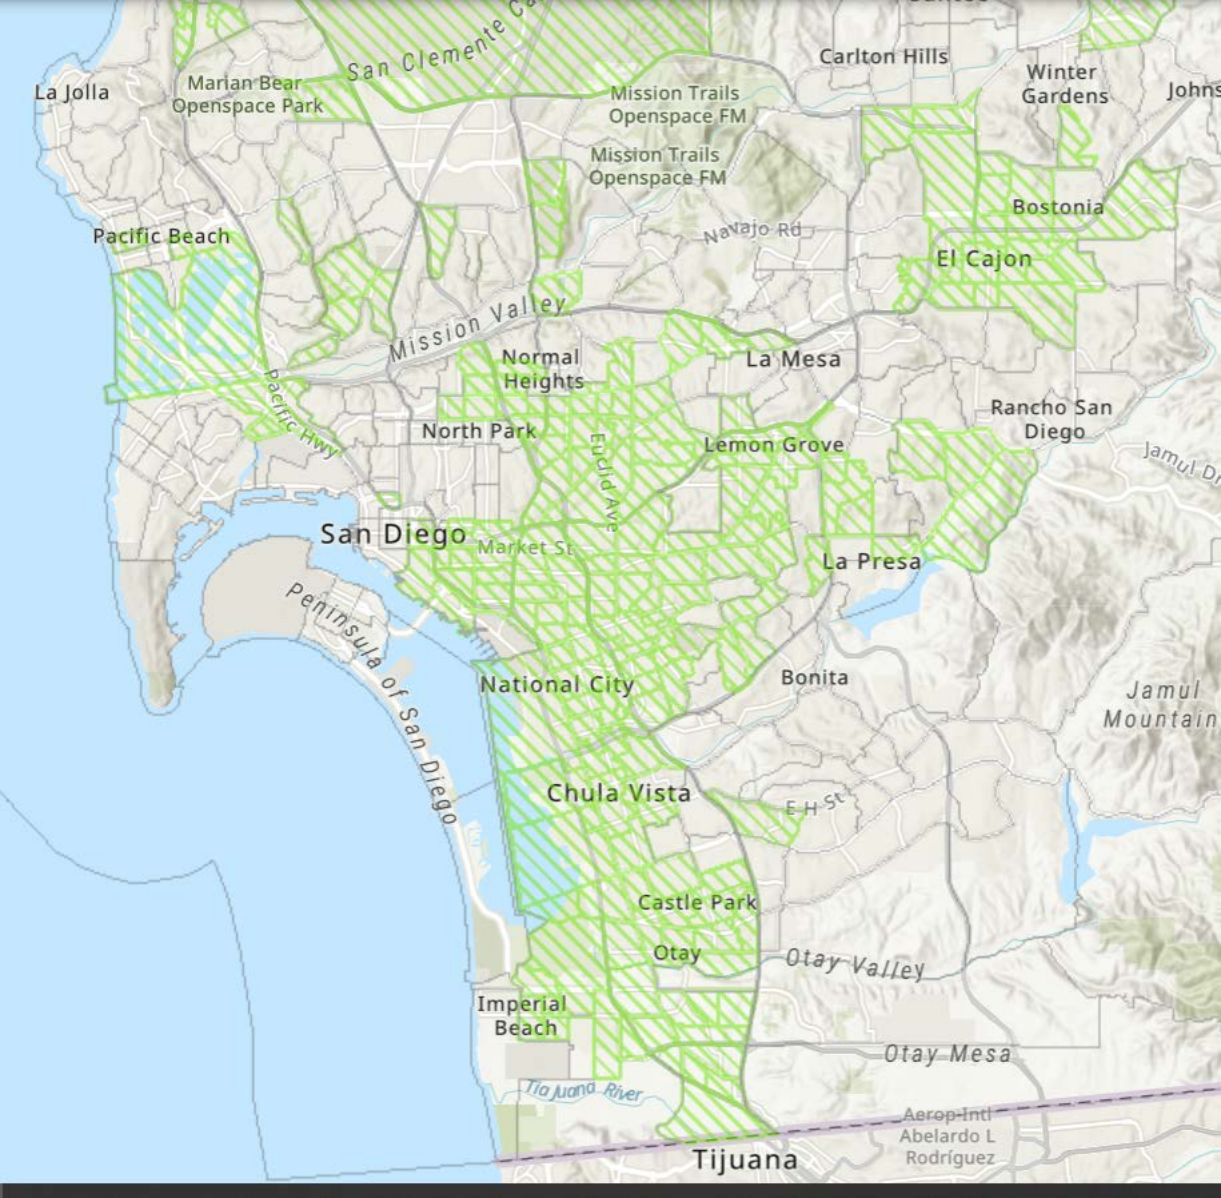 San Clemente Ca
Carlton Hills
La Jolla
Marian Bear
Openspace Park
Mission Trails
Openspace FM
Winter
Gardens
Johns
Mission Trails
Openspace FM
Bostonia
Pacific Beach
Navajo Rd
El Cajon
Mission Valley
Normal
Heights
La Mesa
Pacific Hwy
North Park
Euclid Ave
Lemon Grove
Rancho San
Diego
Jamul Dr
San Diego
Market St
La Presa
Peninsula of San Diego
National City
Bonita
Jamul
Mountain
Chula Vista
E H St
Castle Park
Otay
Otay Valley
Imperial
Beach
Otay Mesa
Tia Juana River
Aerop-Intl
Abelardo L
Rodríguez
Tijuana